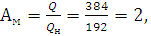 Aм = Q/Qн = 384/192 = 2,